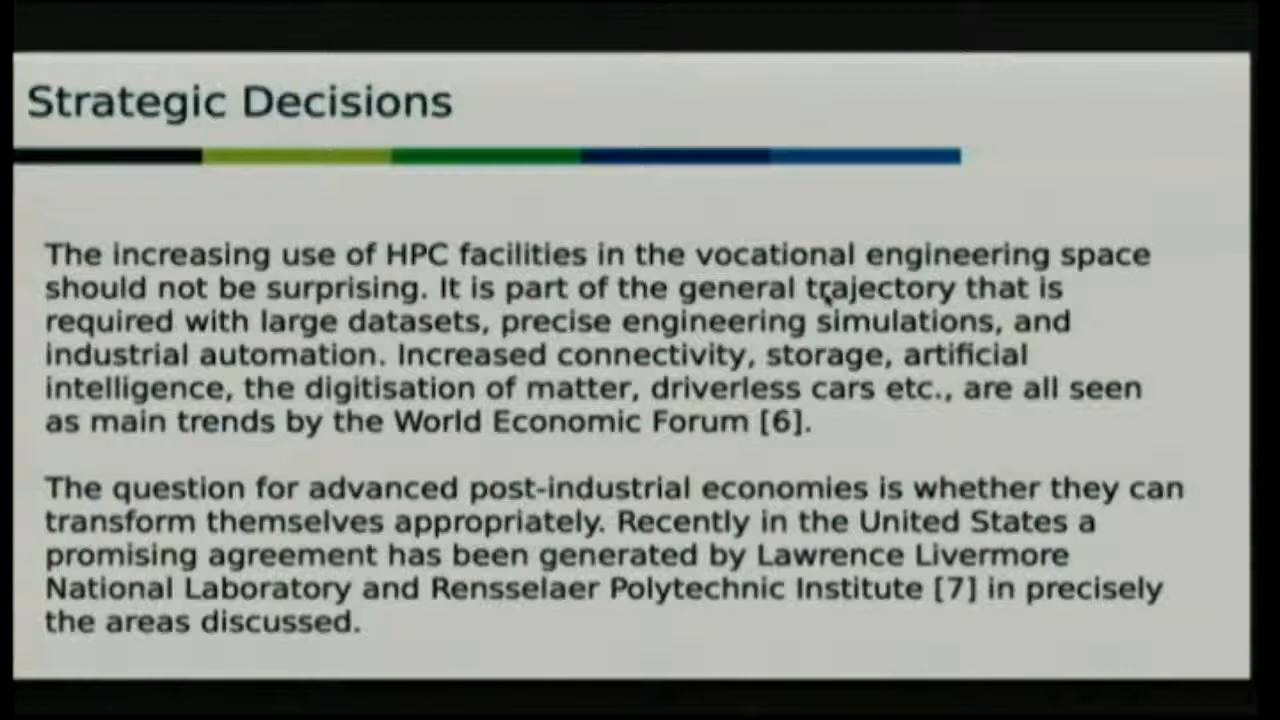 Strategic Decisions
The increasing use of HPC facilities in the vocational engineering space
should not be surprising. It is part of the general trajectory that is
required with large datasets, precise engineering simulations, and
industrial automation. Increased connectivity, storage, artificial
intelligence, the digitisation of matter, driverless cars etc., are all seen
as main trends by the World Economic Forum [6].
The question for advanced post-industrial economies is whether they can
transform themselves appropriately. Recently in the United States a
promising agreement has been generated by Lawrence Livermore
National Laboratory and Rensselaer Polytechnic Institute [7] in precisely
the areas discussed.